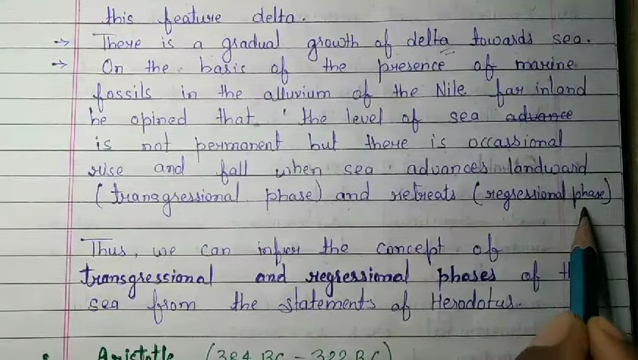 this feature delta.
→ There is a gradual growth of delta towards sea.
→ On the basis of the presence of marine
fossils in the alluvium of the Nile far inland
he opined that 'the level of sea advance
is not permanent but there is occassional
rise and fall when sea advances landward
(transgressional phase) and retreats (regressional phase)
Thus, we can infer the concept of
transgressional and regressional phases of
sea from the statements of Herodotus.
Aristotle (384 BC - 322 BC)